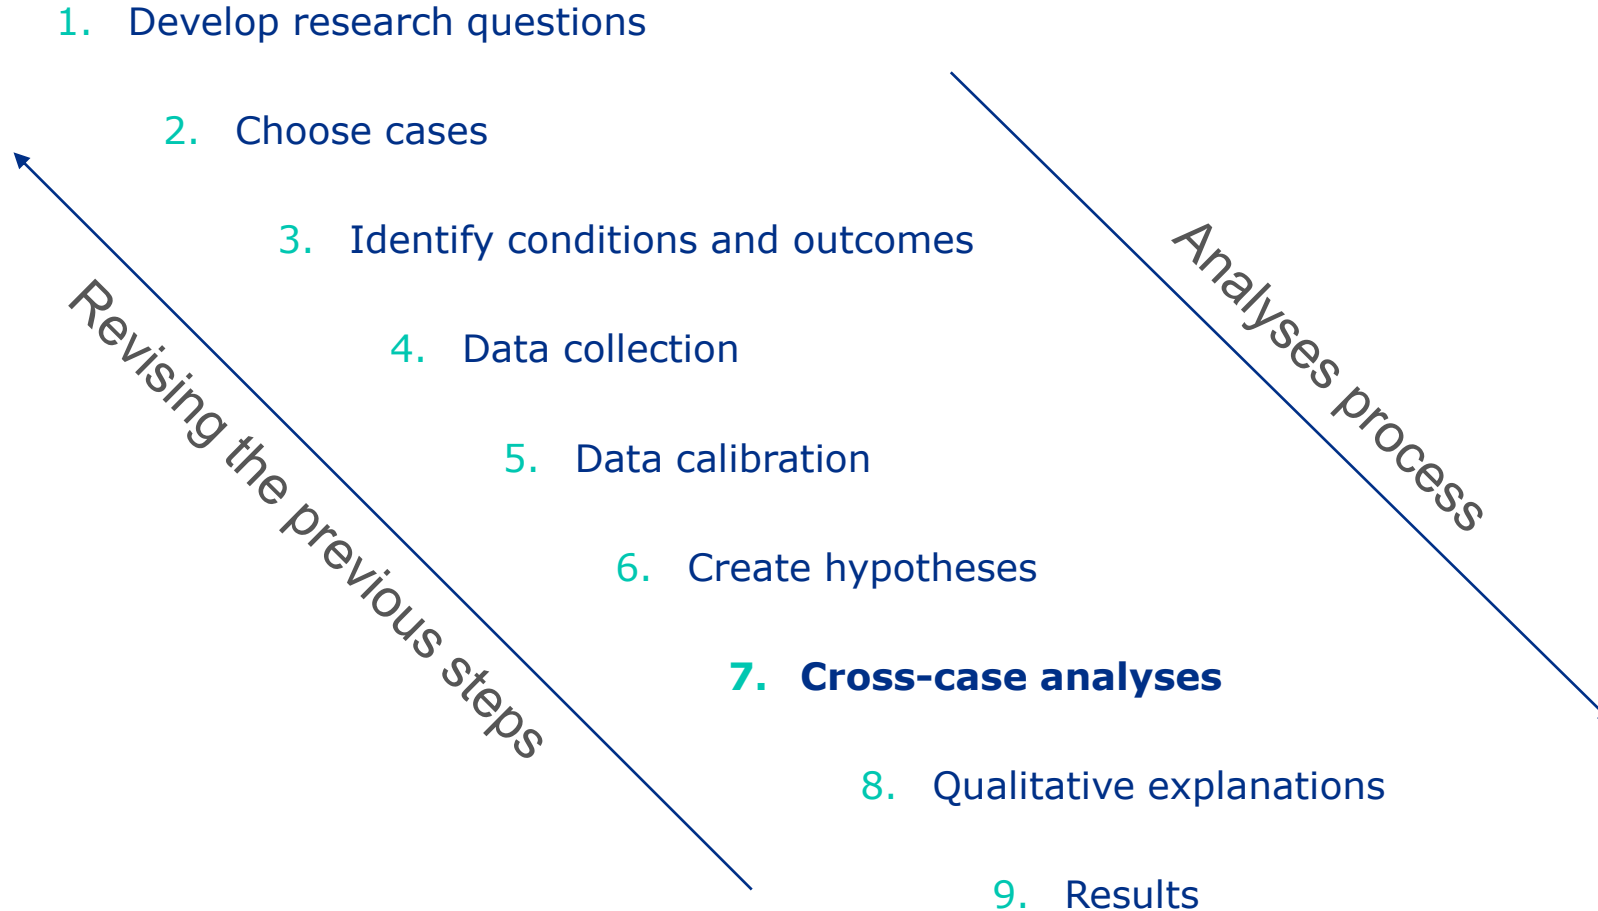 1. Develop research questions
2. Choose cases
3. Identify conditions and outcomes
4. Data collection
5. Data calibration
6. Create hypotheses
7. Cross-case analyses
8. Qualitative explanations
9. Results
Revising the previous steps
Analyses process